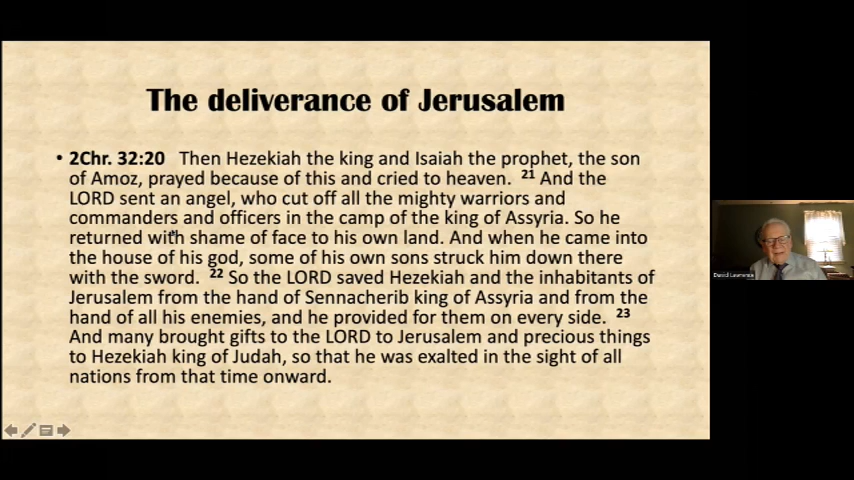 The deliverance of Jerusalem
• 2Chr. 32:20 Then Hezekiah the king and Isaiah the prophet, the son
of Amoz, prayed because of this and cried to heaven. 21 And the
LORD sent an angel, who cut off all the mighty warriors and
commanders and officers in the camp of the king of Assyria. So he
returned with shame of face to his own land. And when he came into
the house of his god, some of his own sons struck him down there
with the sword. 22 So the LORD saved Hezekiah and the inhabitants of
Jerusalem from the hand of Sennacherib king of Assyria and from the
hand of all his enemies, and he provided for them on every side. 23
And many brought gifts to the LORD to Jerusalem and precious things
to Hezekiah king of Judah, so that he was exalted in the sight of all
nations from that time onward.
David Lawrence